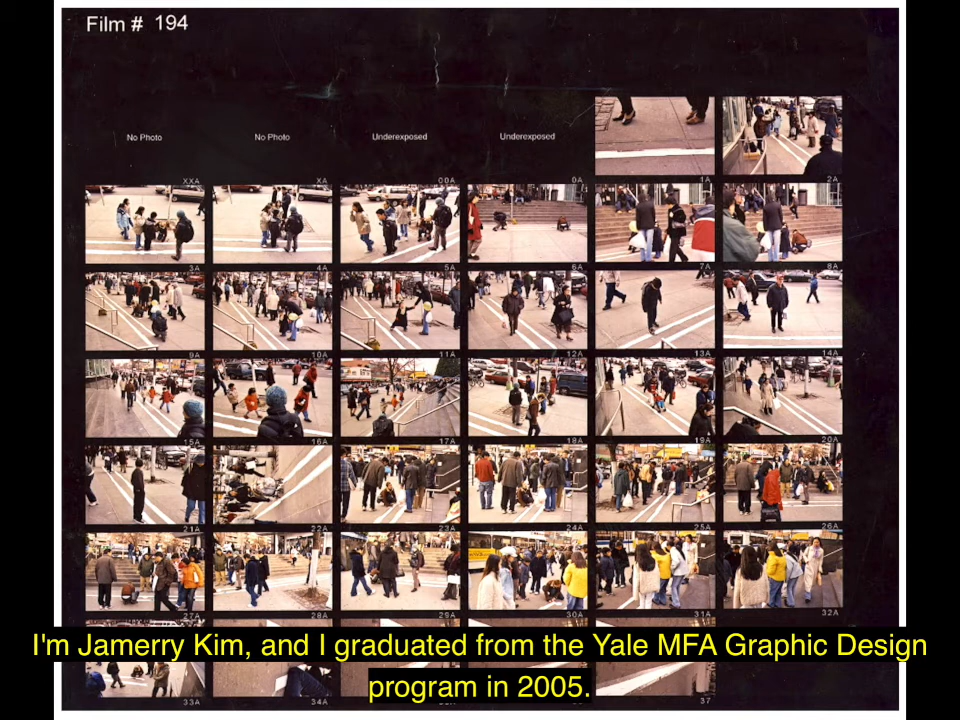 Film # 194
No Photo No Photo Underexposed Underexposed
XXA XA 00A 0A 1A 2A
3A 4A 5A 6A 7A 8A
9A 10A 11A 12A 13A 14A
15A 16A 17A 18A 19A 20A
21A 22A 23A 24A 25A 26A
27A 28A 29A 30A 31A 32A
I'm Jamerry Kim, and I graduated from the Yale MFA Graphic Design
program in 2005.
33A 34A 37